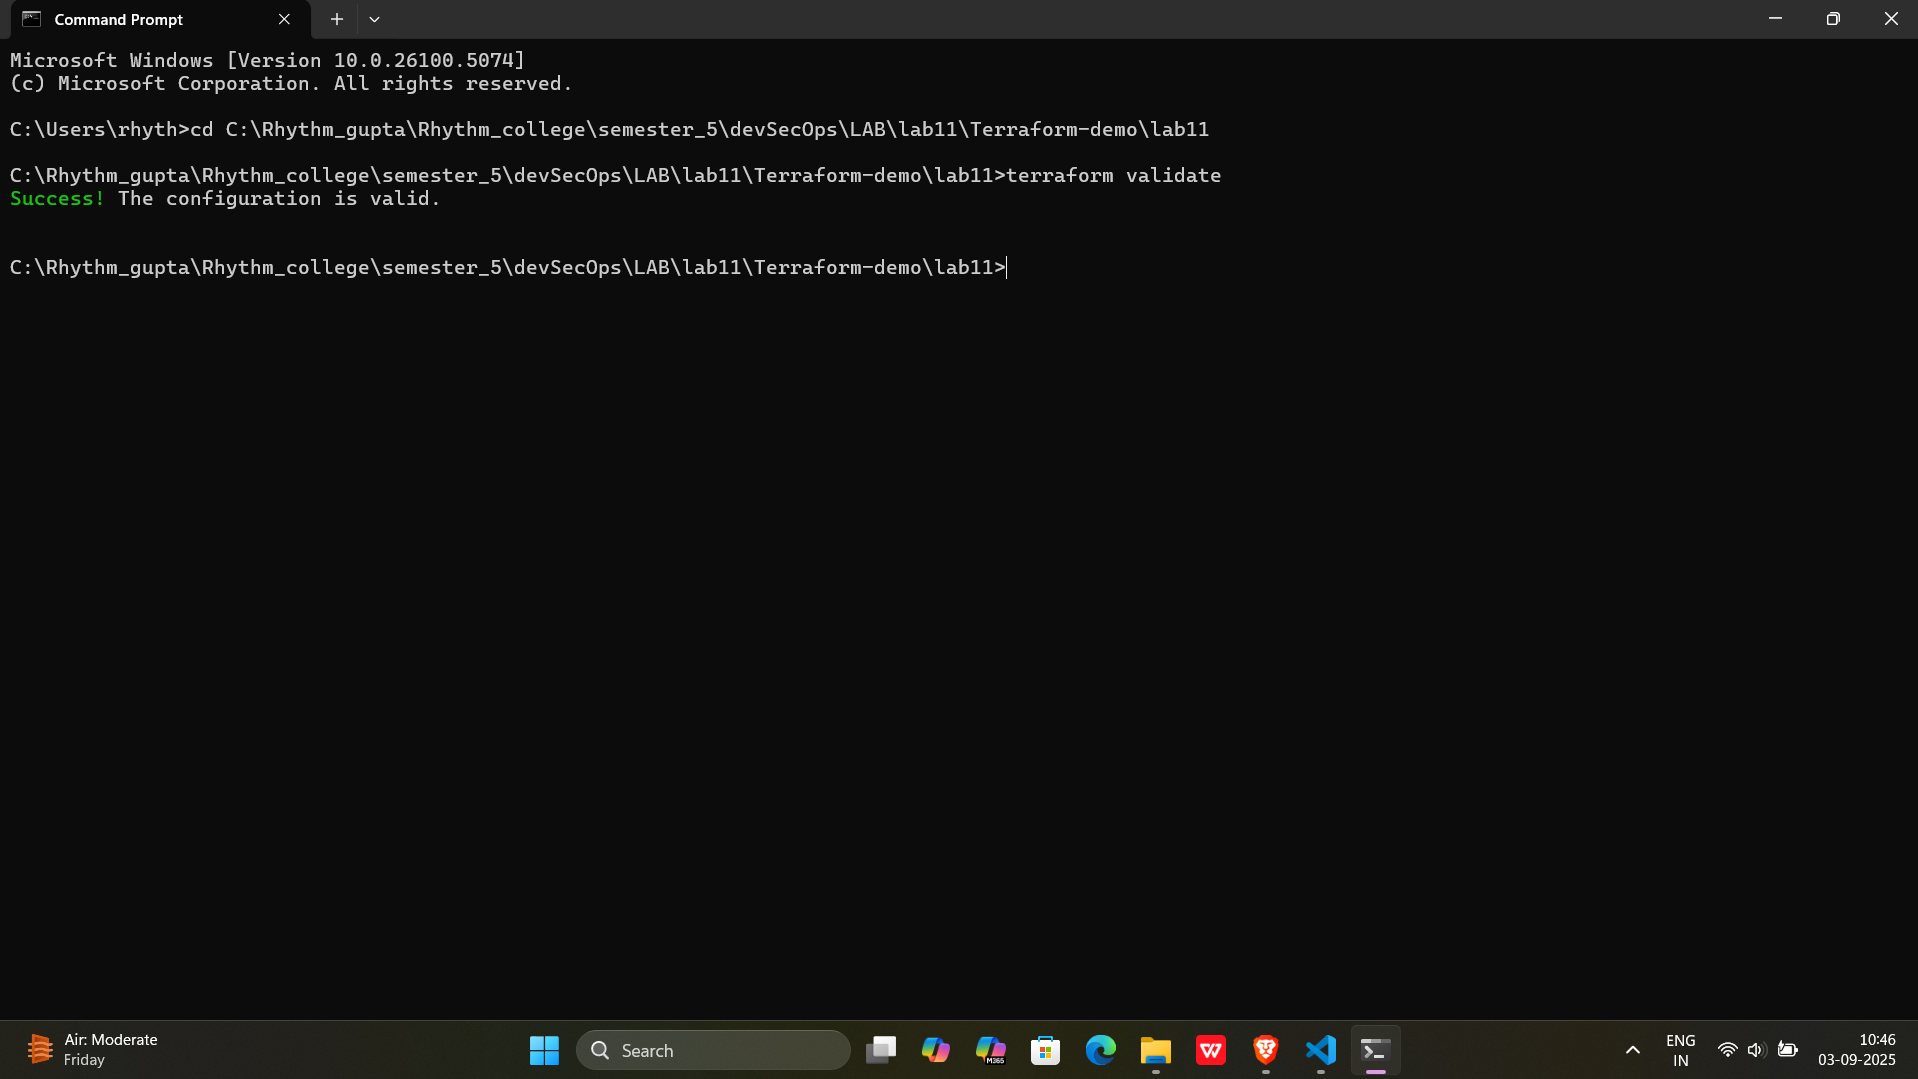 Command Prompt
Microsoft Windows [Version 10.0.26100.5074]
(c) Microsoft Corporation. All rights reserved.
C:\Users\rhyth>cd C:\Rhythm_gupta\Rhythm_college\semester_5\devSecOps\LAB\lab11\Terraform-demo\lab11
C:\Rhythm_gupta\Rhythm_college\semester_5\devSecOps\LAB\lab11\Terraform-demo\lab11>terraform validate
Success! The configuration is valid.
C:\Rhythm_gupta\Rhythm_college\semester_5\devSecOps\LAB\lab11\Terraform-demo\lab11>
Air: Moderate
Friday
Search
M365
W
ENG
IN
10:46
03-09-2025